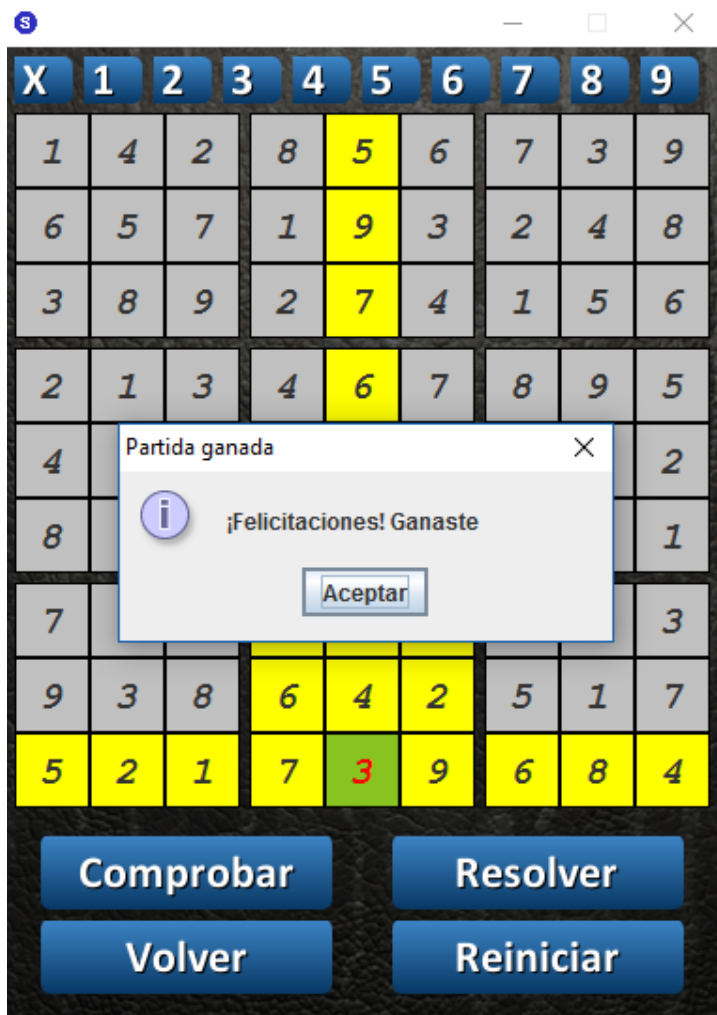 S
X 1 2 3 4 5 6 7 8 9
1 4 2 8 5 6 7 3 9
6 5 7 1 9 3 2 4 8
3 8 9 2 7 4 1 5 6
2 1 3 4 6 7 8 9 5
Partida ganada
4 2
¡Felicitaciones! Ganaste
8 1
Aceptar
7 3
9 3 8 6 4 2 5 1 7
5 2 1 7 3 9 6 8 4
Comprobar Resolver
Volver Reiniciar